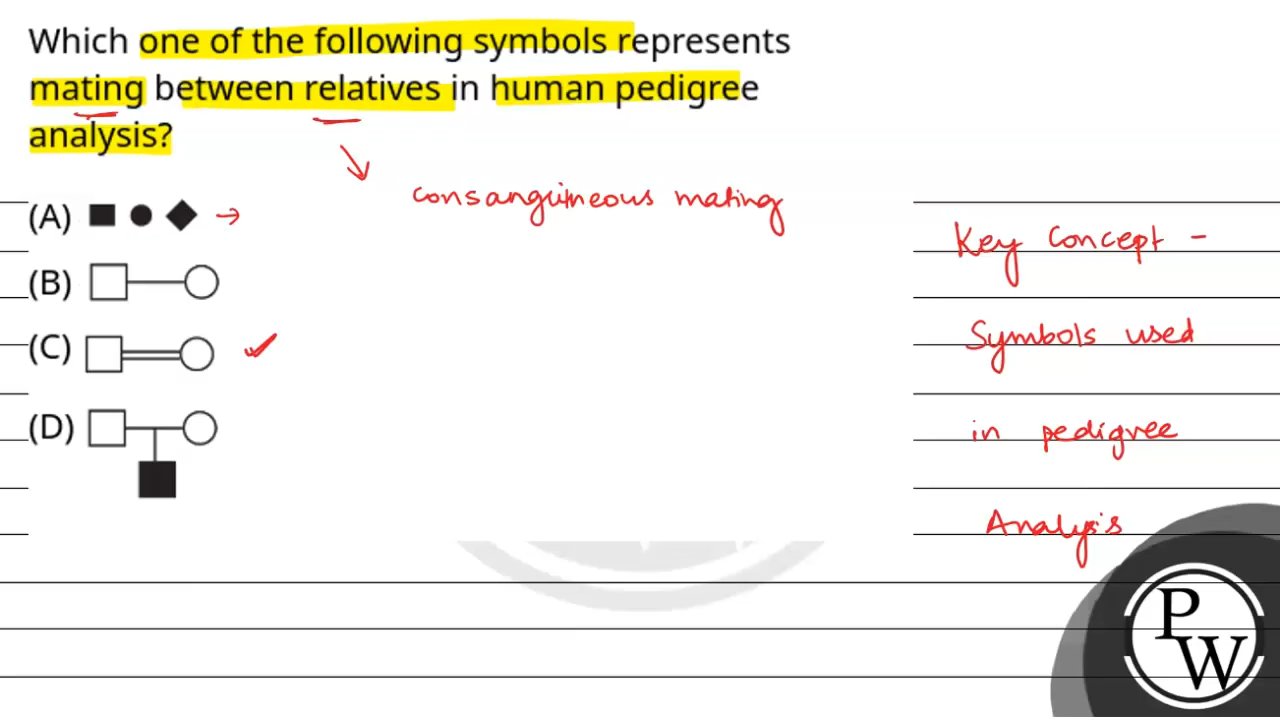 Which one of the following symbols represents
mating between relatives in human pedigree
analysis?
consanguineous mating
(A)
(B)
(C)
(D)
Key Concept -
Symbols used
in pedigree
Analysis
P
W